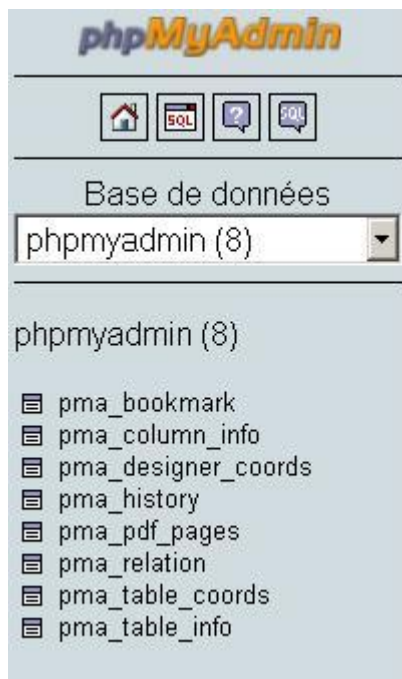 phpMyAdmin
SQL ? SQL
Base de données
phpmyadmin (8)
phpmyadmin (8)
pma_bookmark
pma_column_info
pma_designer_coords
pma_history
pma_pdf_pages
pma_relation
pma_table_coords
pma_table_info